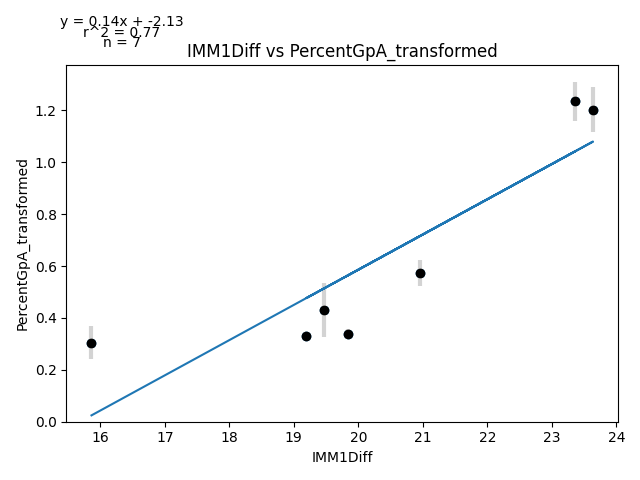 y = 0.14x + -2.13
r^2 = 0.77
n = 7
IMM1Diff vs PercentGpA_transformed
PercentGpA_transformed
1.2
1.0
0.8
0.6
0.4
0.2
0.0
16 17 18 19 20 21 22 23 24
IMM1Diff